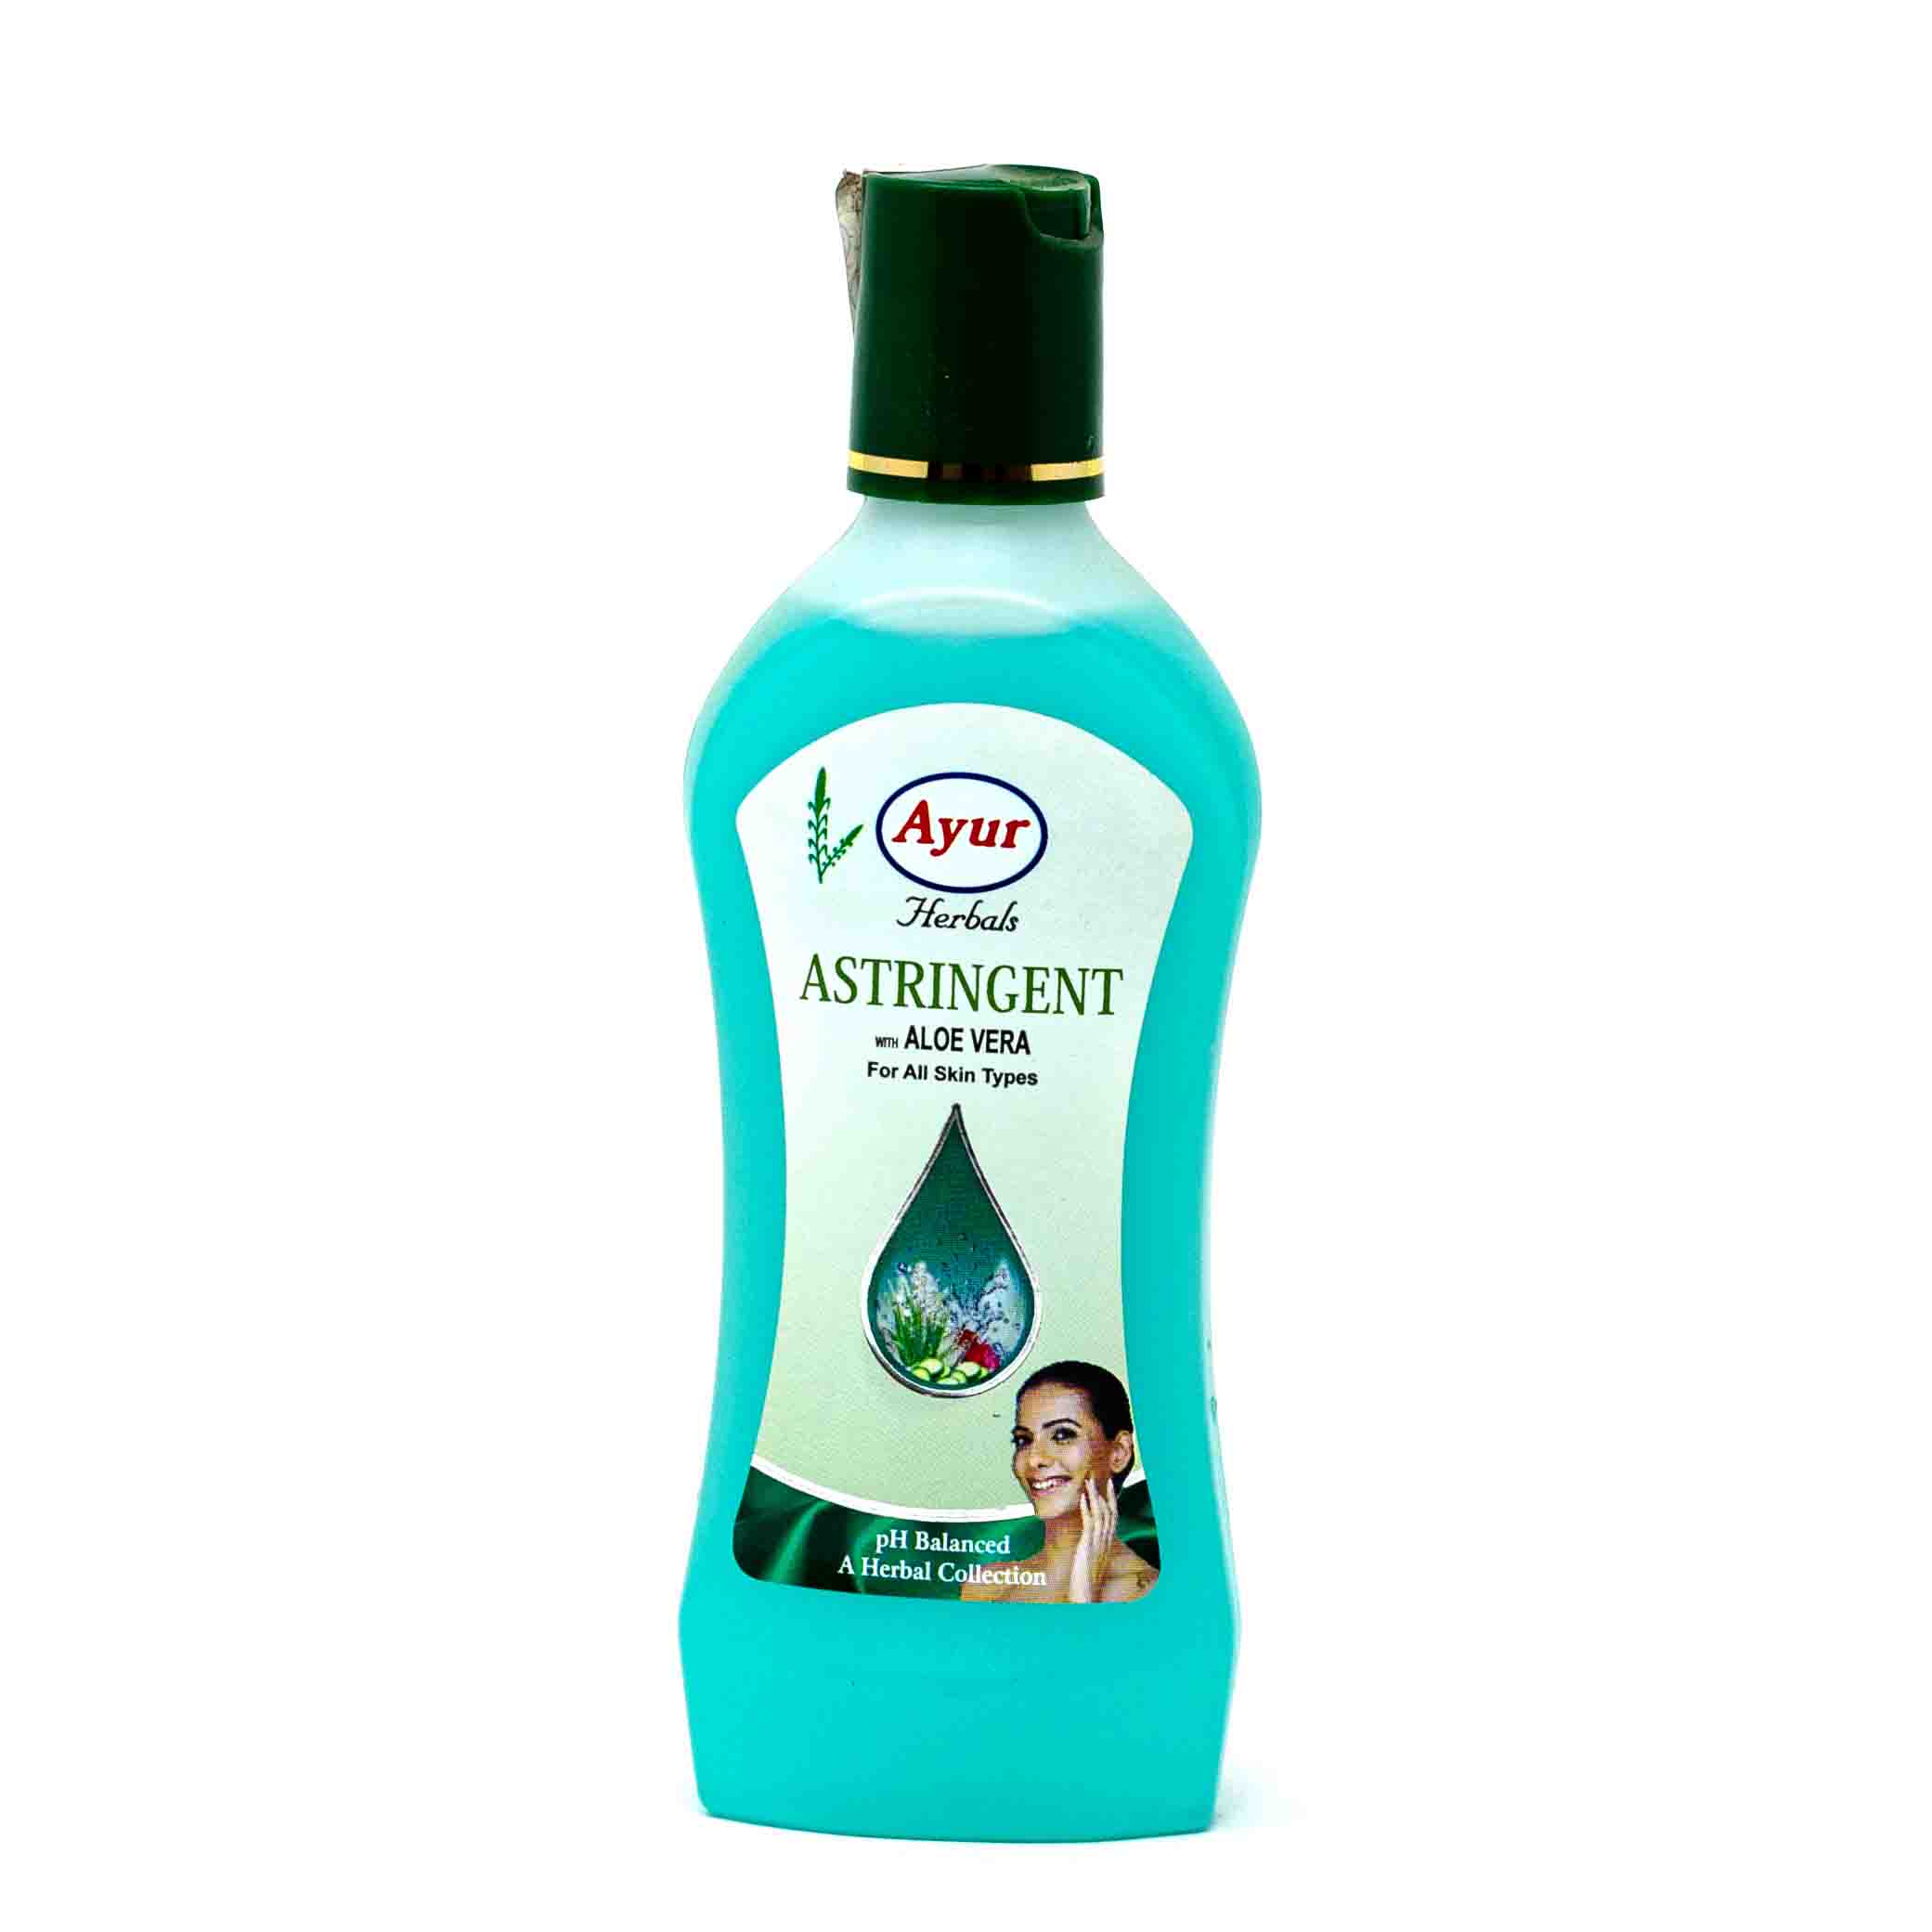 Ayur
Herbals
ASTRINGENT
WITH ALOE VERA
For All Skin Types
pH Balanced
A Herbal Collection